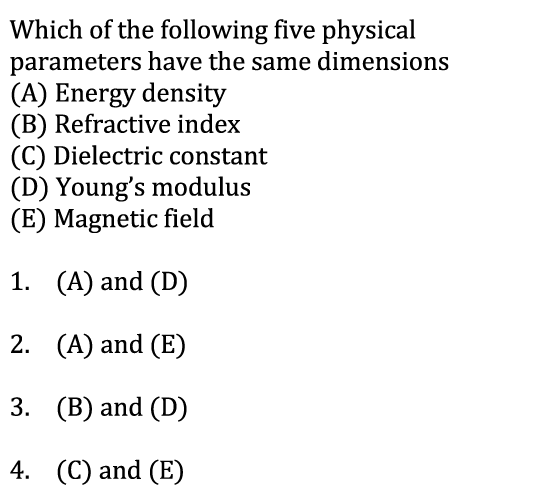 Which of the following five physical
parameters have the same dimensions
(A) Energy density
(B) Refractive index
(C) Dielectric constant
(D) Young’s modulus
(E) Magnetic field
1. (A) and (D)
2. (A) and (E)
3. (B) and (D)
4. (C) and (E)